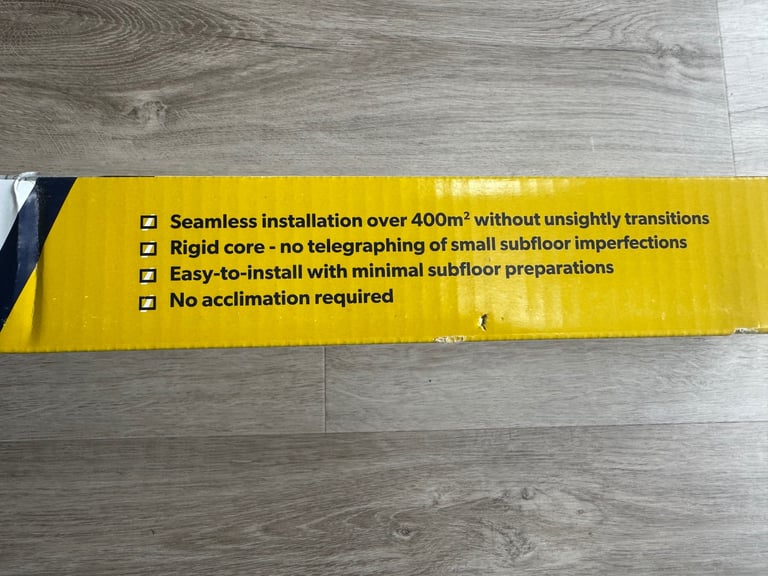 Seamless installation over 400m² without unsightly transitions
Rigid core - no telegraphing of small subfloor imperfections
Easy-to-install with minimal subfloor preparations
No acclimation required